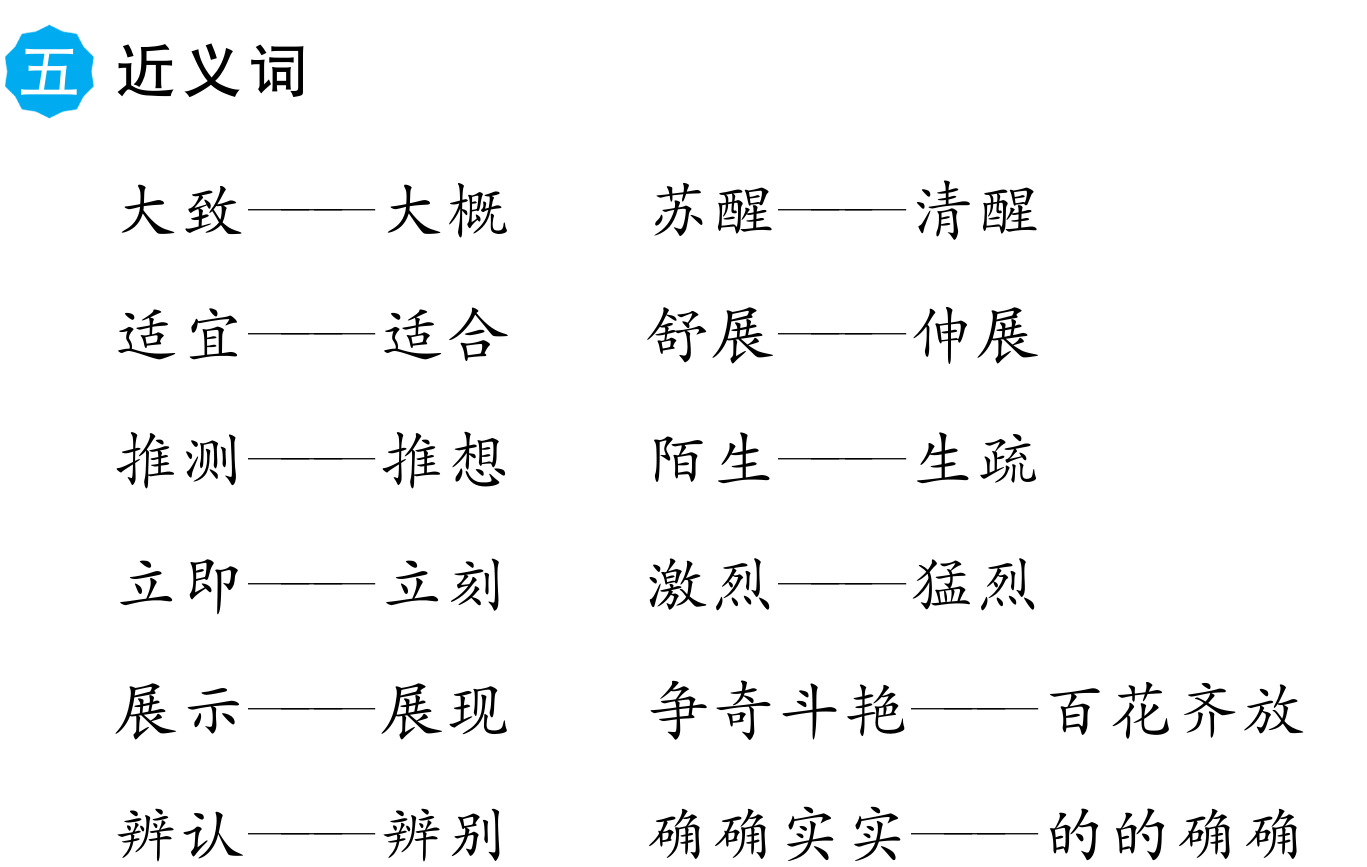 五 近义词
大致——大概 苏醒——清醒
适宜——适合 舒展——伸展
推测——推想 陌生——生疏
立即——立刻 激烈——猛烈
展示——展现 争奇斗艳——百花齐放
辨认——辨别 确确实实——的的确确